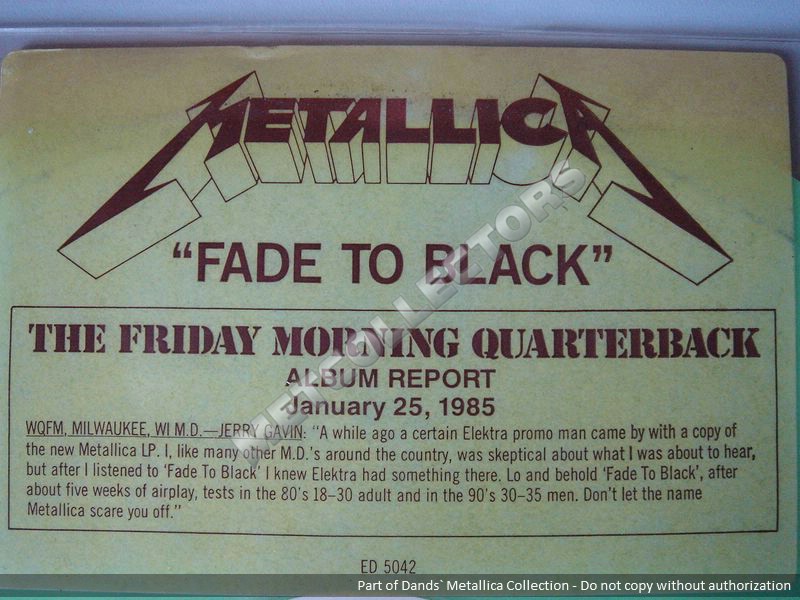 METALLICA
"FADE TO BLACK"
THE FRIDAY MORNING QUARTERBACK
ALBUM REPORT
January 25, 1985
WQFM, MILWAUKEE, WI M.D.—JERRY GAVIN: "A while ago a certain Elektra promo man came by with a copy of
the new Metallica LP. I, like many other M.D.'s around the country, was skeptical about what I was about to hear,
but after I listened to 'Fade To Black' I knew Elektra had something there. Lo and behold 'Fade To Black', after
about five weeks of airplay, tests in the 80's 18–30 adult and in the 90's 30–35 men. Don't let the name
Metallica scare you off."
ED 5042
METCOLLECTORS
Part of Dands` Metallica Collection - Do not copy without authorization